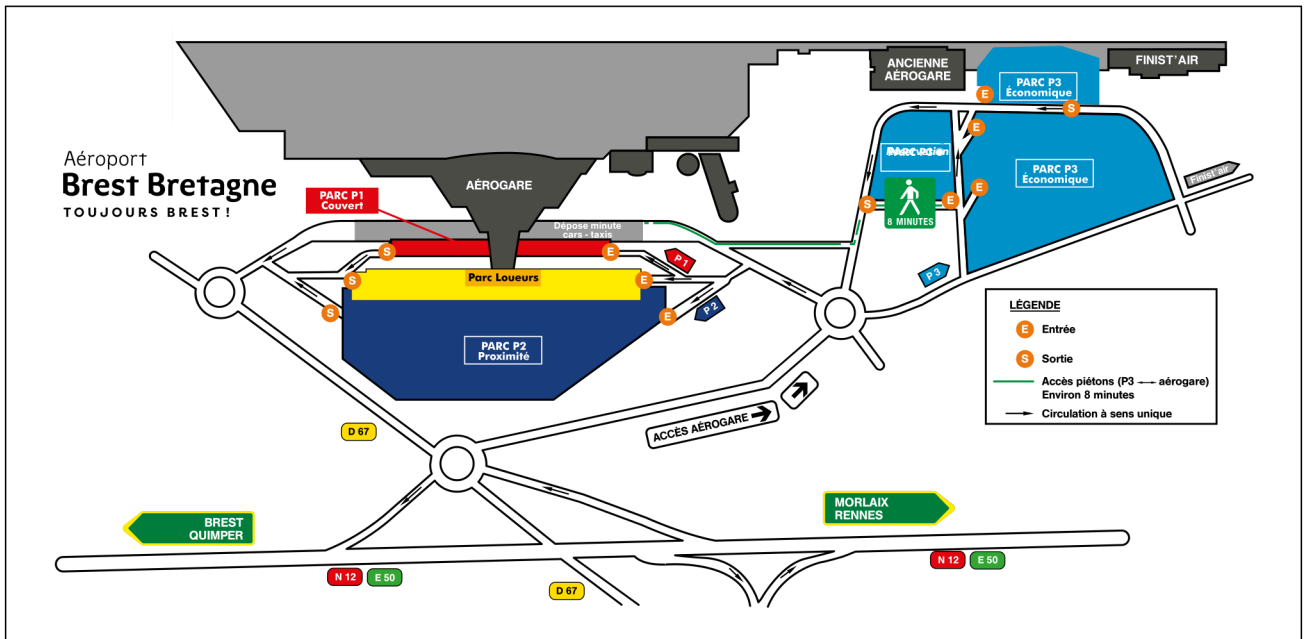 ANCIENNE
AÉROGARE
FINIST'AIR
PARC P3
Économique
E
S
E
Aéroport
Brest Bretagne
TOUJOURS BREST !
AÉROGARE
PARC P3
Économique
Finist'air
PARC P1
Couvert
E
S
E
8 MINUTES
Dépose minute
cars - taxis
S
E
P1
Parc Loueurs
S
E
P3
P2
S
E
PARC P2
Proximité
LÉGENDE
E Entrée
S Sortie
Accès piétons (P3 ←→ aérogare)
Environ 8 minutes
Circulation à sens unique
ACCÈS AÉROGARE
D 67
BREST
QUIMPER
MORLAIX
RENNES
N 12 E 50
D 67
N 12 E 50